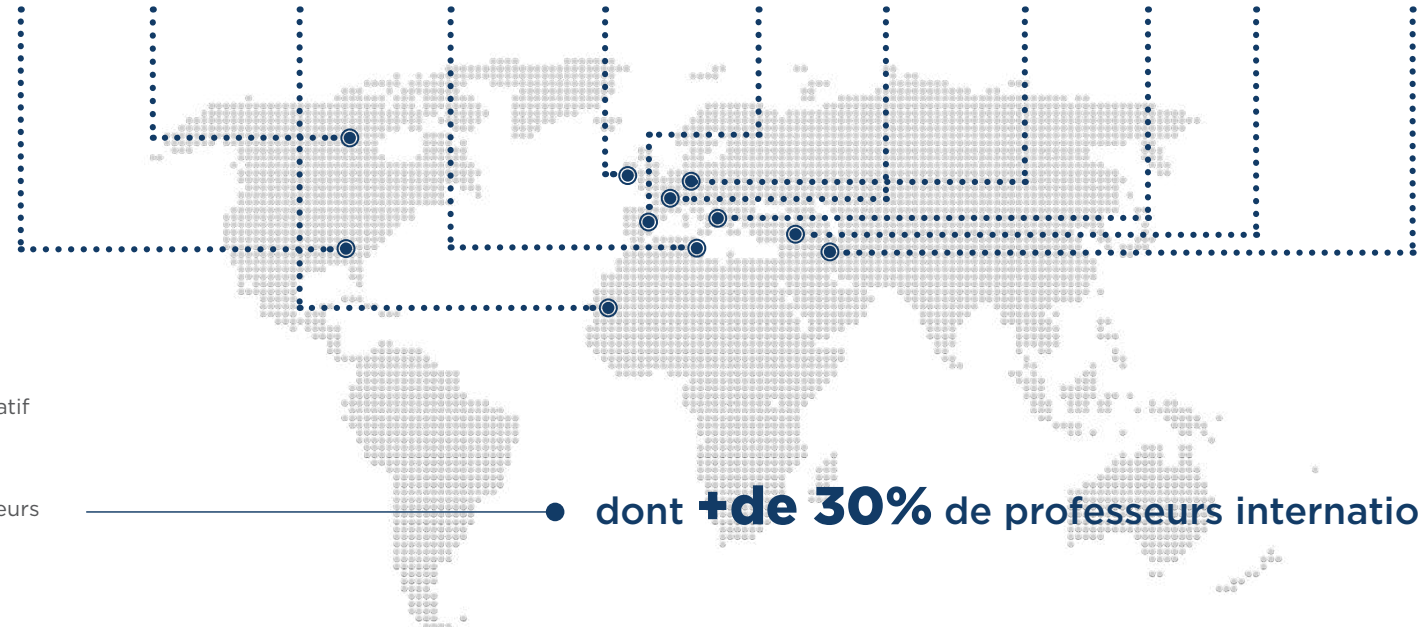 atif
eurs
dont +de 30% de professeurs internatio